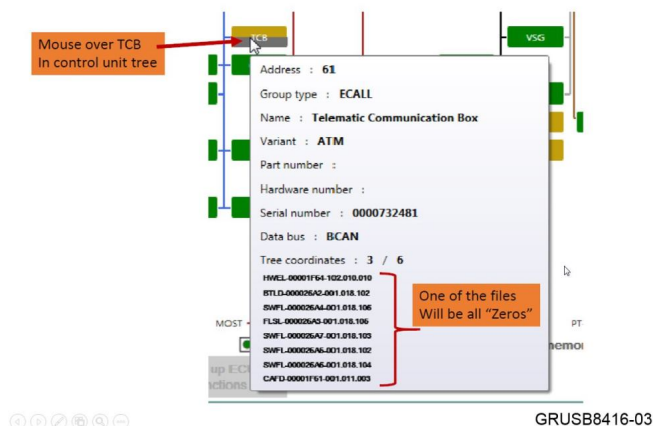 TCB
VSG
Mouse over TCB
In control unit tree
Address : 61
Group type : ECALL
Name : Telematic Communication Box
Variant : ATM
Part number :
Hardware number :
Serial number : 0000732481
Data bus : BCAN
Tree coordinates : 3 / 6
HWEL-00001F64-102.010.010
BTLD-000026A2-001.018.102
SWFL-000026A4-001.018.106
FLSL-000026A3-001.018.106
SWFL-000026A7-001.018.103
SWFL-000026A6-001.018.102
SWFL-000026A6-001.018.104
CAFD-00001F61-001.011.003
One of the files
Will be all “Zeros”
MOST
PT
nemor
up EC
nctions
GRUSB8416-03